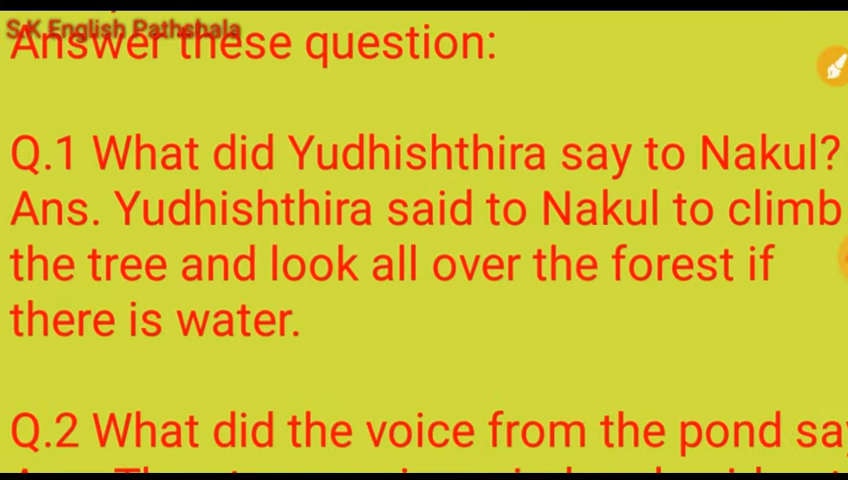 S.K.English Pathshala
Answer these question:
Q.1 What did Yudhishthira say to Nakul?
Ans. Yudhishthira said to Nakul to climb
the tree and look all over the forest if
there is water.
Q.2 What did the voice from the pond say